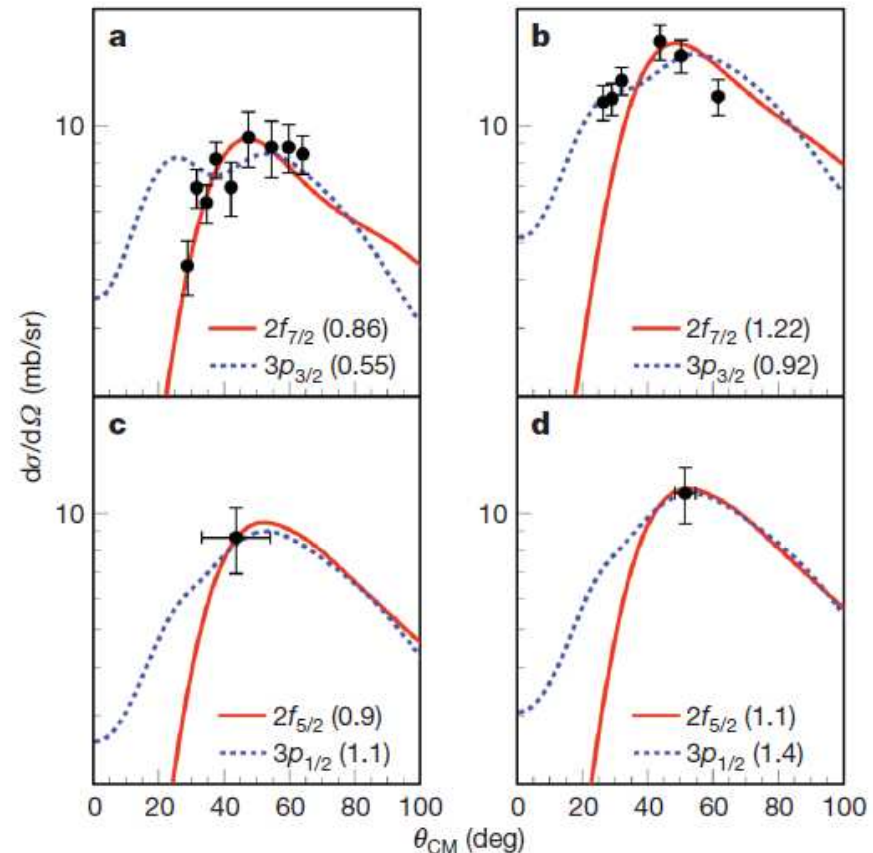 a
b
10
10
2f7/2 (0.86)
3p3/2 (0.55)
2f7/2 (1.22)
3p3/2 (0.92)
dσ/dΩ (mb/sr)
c
d
10
10
2f5/2 (0.9)
3p1/2 (1.1)
2f5/2 (1.1)
3p1/2 (1.4)
0 20 40 60 80 100
0 20 40 60 80 100
θCM (deg)